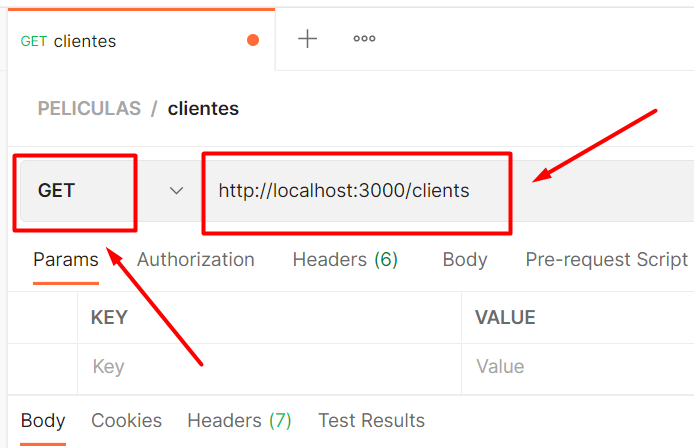 GET clientes
PELICULAS / clientes
GET http://localhost:3000/clients
Params Authorization Headers (6) Body Pre-request Script
KEY VALUE
Key Value
Body Cookies Headers (7) Test Results